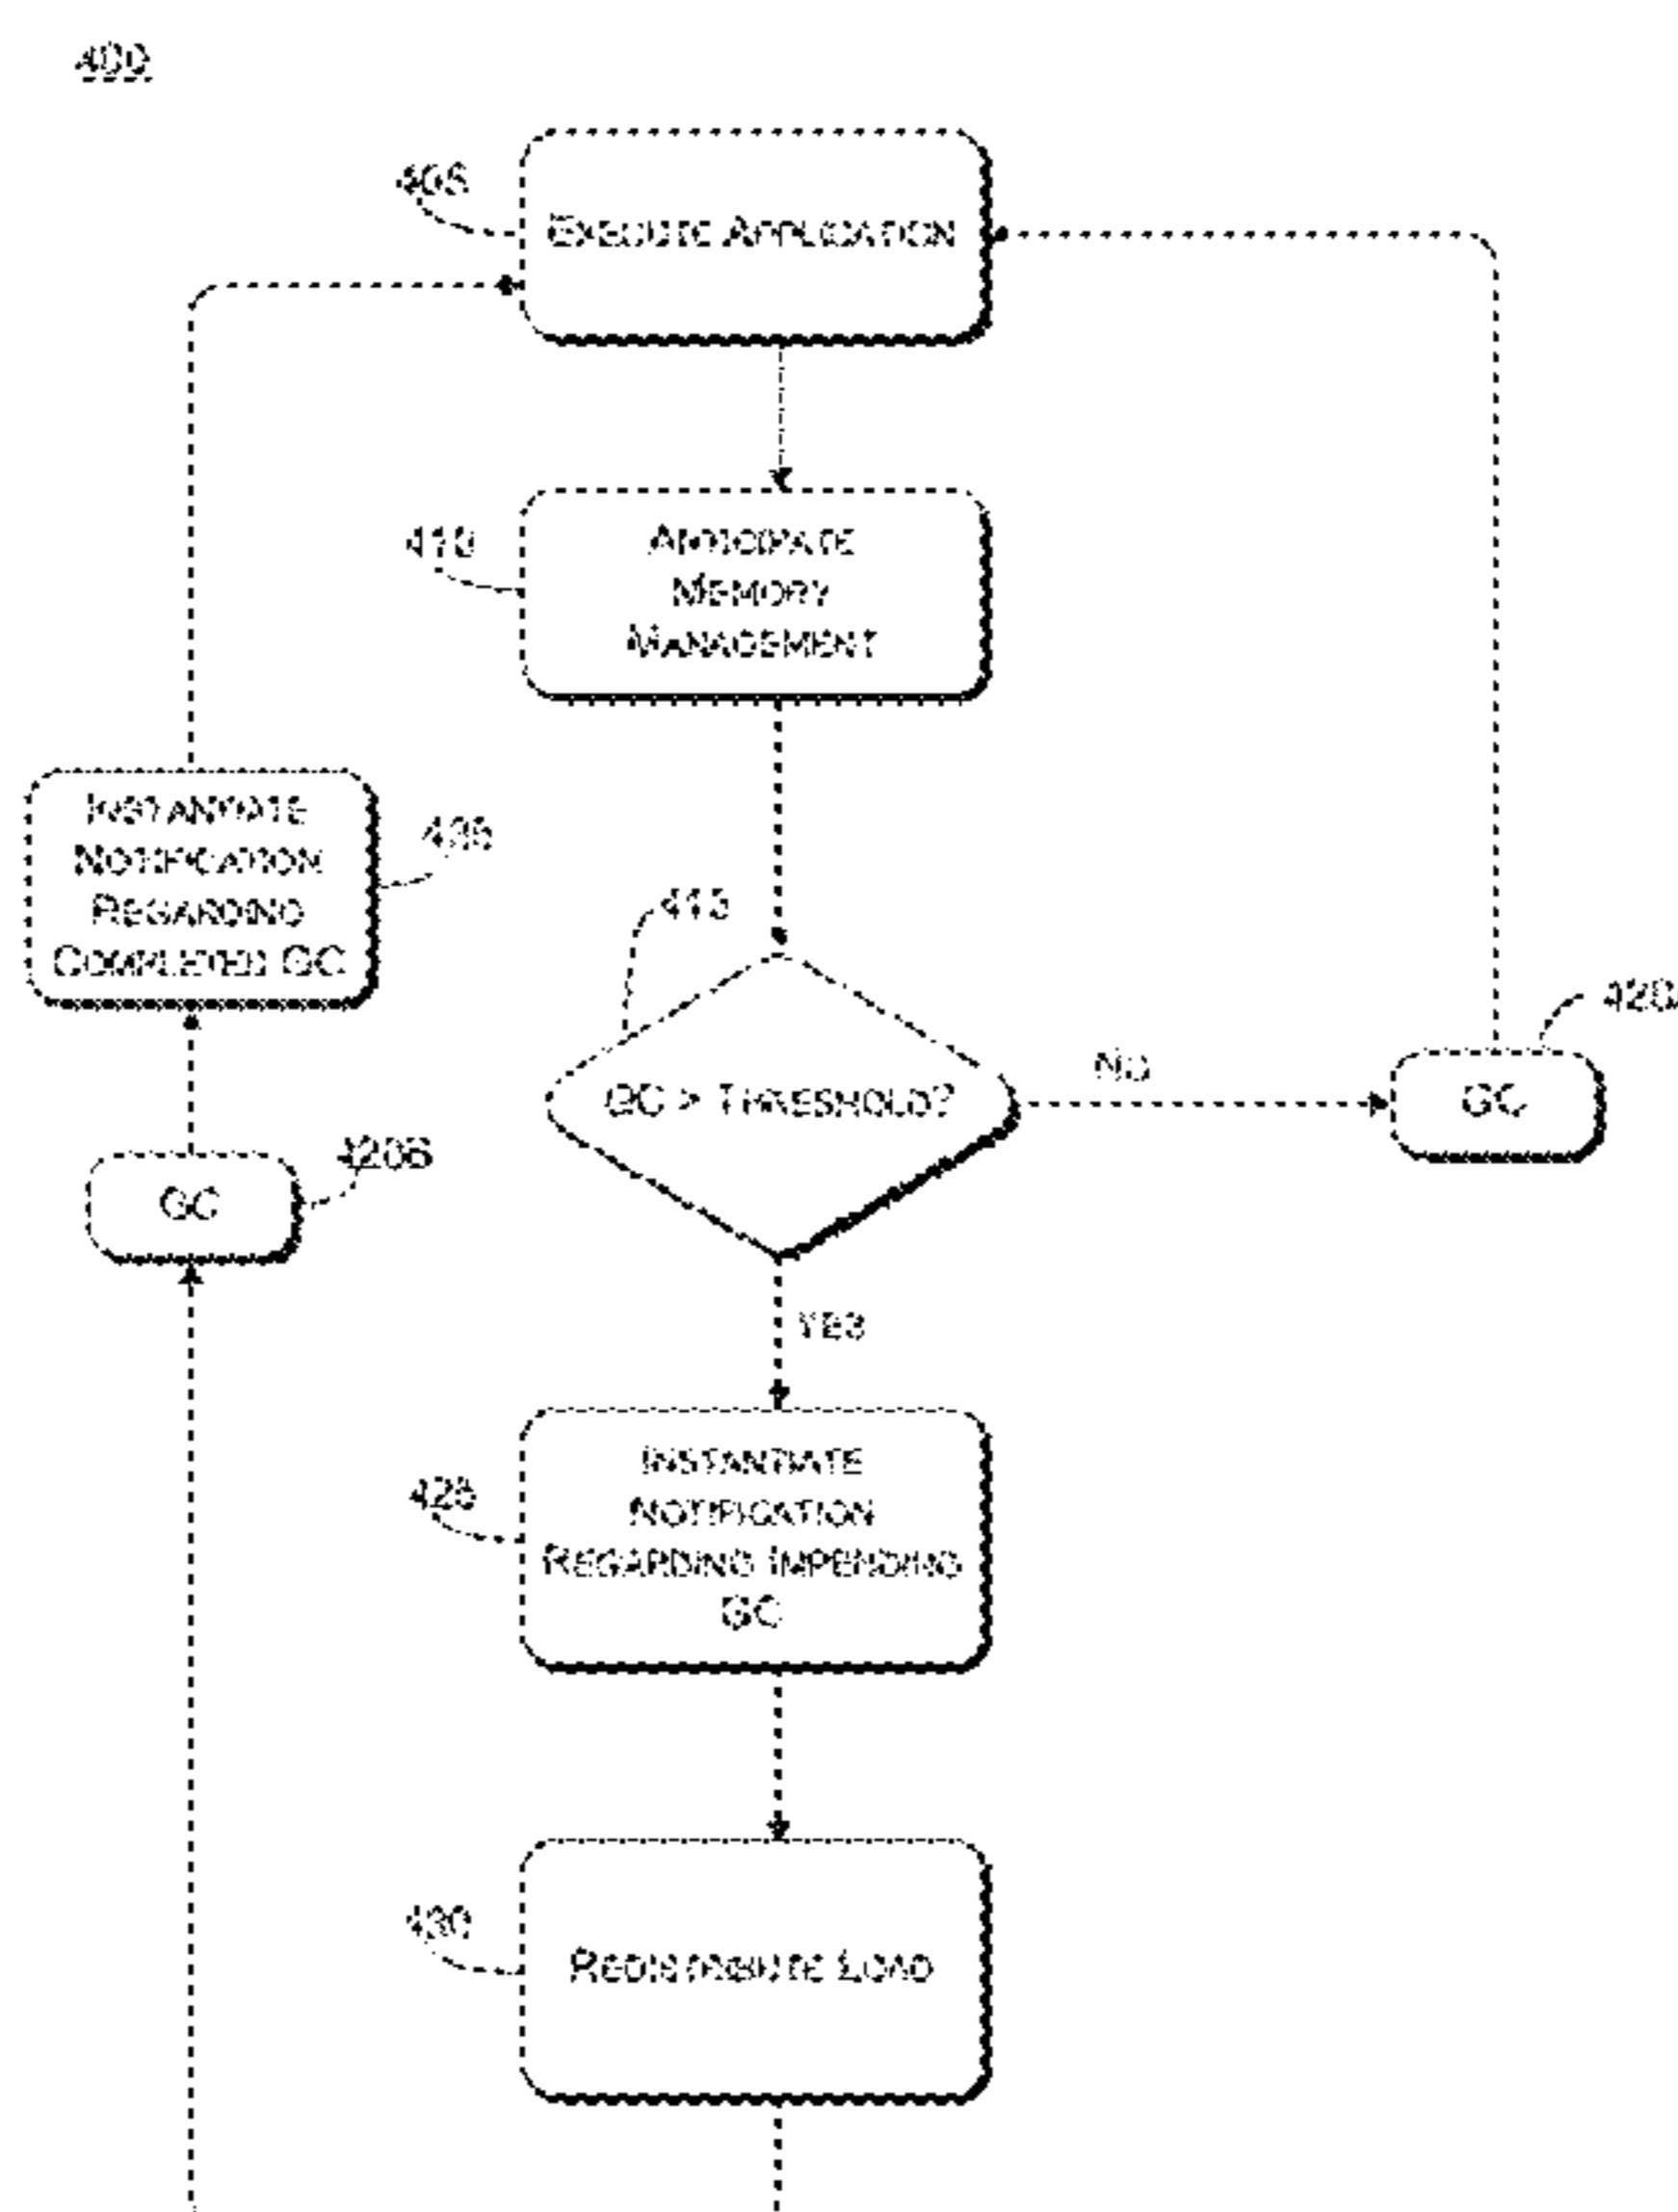 400
405
EXECUTE APPLICATION
410
ANTICIPATE
MEMORY
MANAGEMENT
INSTANTIATE
NOTIFICATION
REGARDING
COMPLETED GC
435
415
GC > THRESHOLD?
NO
420
GC
420B
GC
YES
425
INSTANTIATE
NOTIFICATION
REGARDING IMPENDING
GC
430
REDISTRIBUTE LOAD